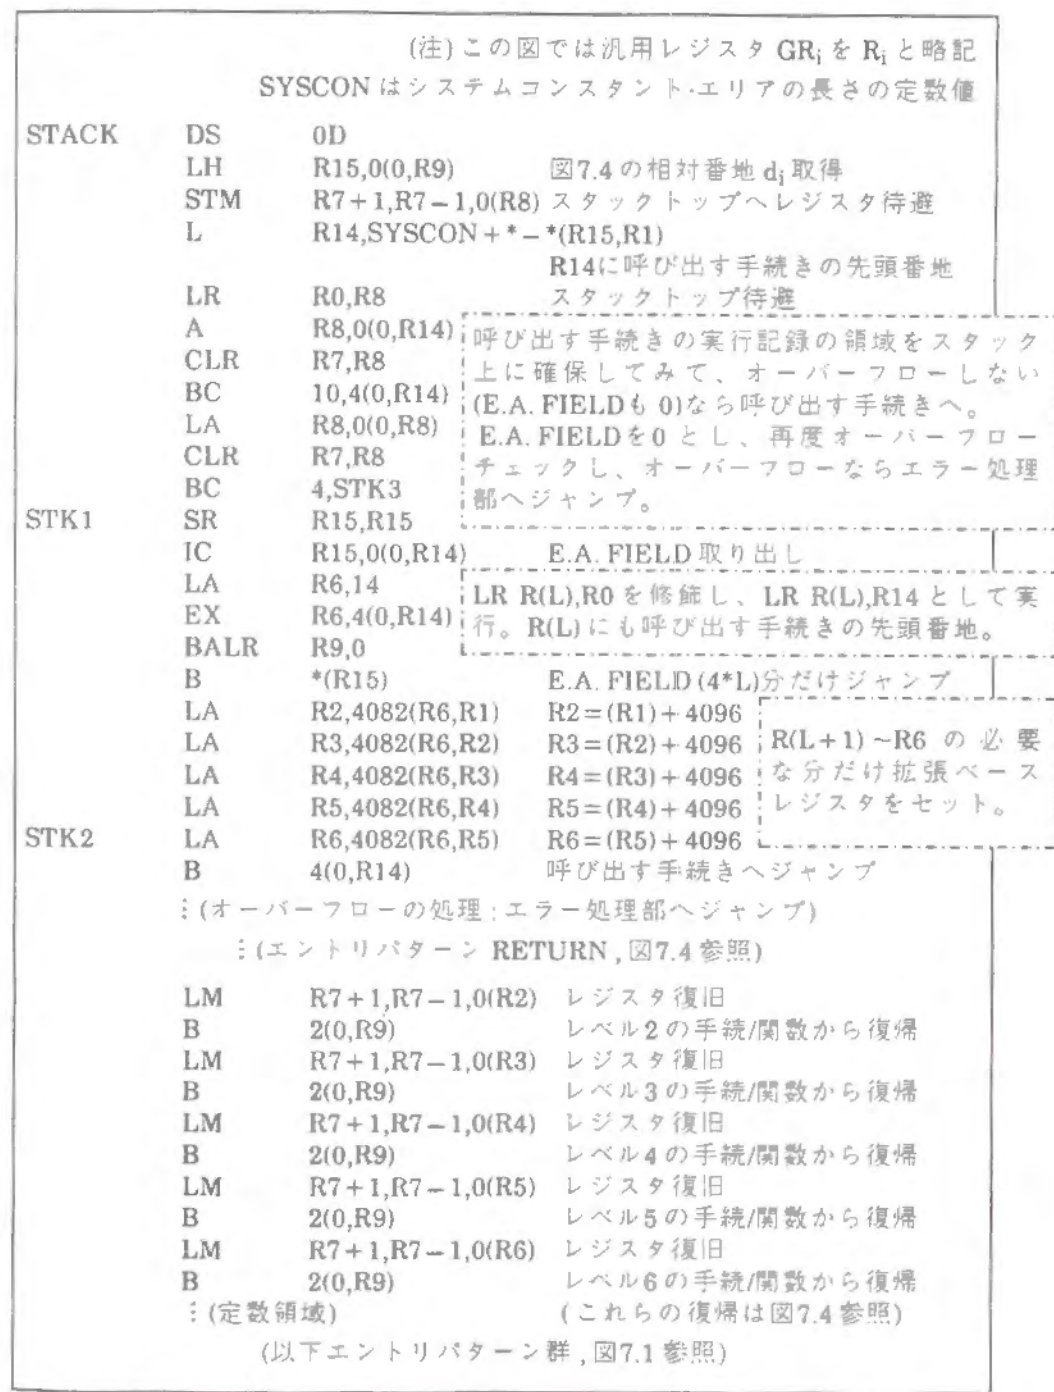 (注) この図では汎用レジスタ GRiを Riと略記
SYSCON はシステムコンスタント·エリアの長さの定数値
STACK DS 0D
LH R15,0(0,R9) 図7.4 の相対番地 di 取得
STM R7+1,R7−1,0(R8) スタックトップへレジスタ待避
L R14,SYSCON+*−*(R15,R1)
R14に呼び出す手続きの先頭番地
LR R0,R8 スタックトップ待避
A R8,0(0,R14)
CLR R7,R8
BC 10,4(0,R14)
LA R8,0(0,R8)
CLR R7,R8
BC 4,STK3
呼び出す手続きの実行記録の領域をスタック
上に確保してみて、オーバーフローしない
(E.A. FIELDも 0)なら呼び出す手続きへ。
E.A. FIELDを0 とし、再度オーバーフロー
チェックし、オーバーフローならエラー処理
部へジャンプ。
STK1 SR R15,R15
IC R15,0(0,R14) E.A. FIELD 取り出し
LA R6,14
EX R6,4(0,R14)
BALR R9,0
LR R(L),R0 を修飾し、LR R(L),R14 として実
行。R(L) にも呼び出す手続きの先頭番地。
B *(R15) E.A. FIELD (4*L)分だけジャンプ
LA R2,4082(R6,R1) R2=(R1)+4096
LA R3,4082(R6,R2) R3=(R2)+4096
LA R4,4082(R6,R3) R4=(R3)+4096
LA R5,4082(R6,R4) R5=(R4)+4096
STK2 LA R6,4082(R6,R5) R6=(R5)+4096
R(L+1)~R6 の必要
な分だけ拡張ベース
レジスタをセット。
B 4(0,R14) 呼び出す手続きへジャンプ
⋮(オーバーフローの処理:エラー処理部へジャンプ)
⋮(エントリパターン RETURN ,図7.4 参照)
LM R7+1,R7−1,0(R2) レジスタ復旧
B 2(0,R9) レベル2 の手続/関数から復帰
LM R7+1,R7−1,0(R3) レジスタ復旧
B 2(0,R9) レベル3 の手続/関数から復帰
LM R7+1,R7−1,0(R4) レジスタ復旧
B 2(0,R9) レベル4 の手続/関数から復帰
LM R7+1,R7−1,0(R5) レジスタ復旧
B 2(0,R9) レベル5 の手続/関数から復帰
LM R7+1,R7−1,0(R6) レジスタ復旧
B 2(0,R9) レベル6 の手続/関数から復帰
⋮(定数領域) (これらの復帰は図7.4 参照)
(以下エントリパターン群 ,図7.1 参照)